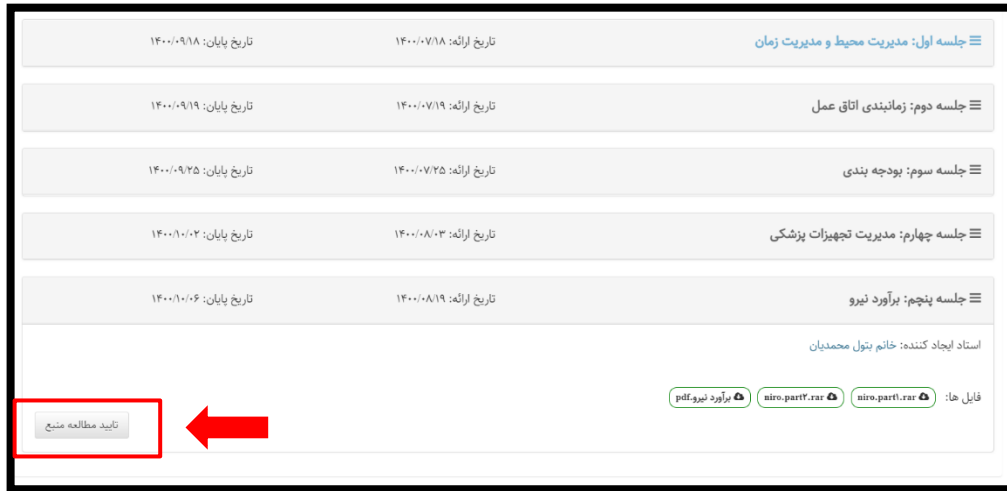 جلسه اول: مدیریت محیط و مدیریت زمان تاریخ ارائه: ۱۴۰۰/۰۷/۱۸ تاریخ پایان: ۱۴۰۰/۰۹/۱۸
جلسه دوم: زمانبندی اتاق عمل تاریخ ارائه: ۱۴۰۰/۰۷/۱۹ تاریخ پایان: ۱۴۰۰/۰۹/۱۹
جلسه سوم: بودجه بندی تاریخ ارائه: ۱۴۰۰/۰۷/۲۵ تاریخ پایان: ۱۴۰۰/۰۹/۲۵
جلسه چهارم: مدیریت تجهیزات پزشکی تاریخ ارائه: ۱۴۰۰/۰۸/۰۳ تاریخ پایان: ۱۴۰۰/۱۰/۰۲
جلسه پنجم: برآورد نیرو تاریخ ارائه: ۱۴۰۰/۰۸/۱۹ تاریخ پایان: ۱۴۰۰/۱۰/۰۶
استاد ایجاد کننده: خانم بتول محمدیان
فایل ها: niro.part۱.rar niro.part۲.rar برآورد نیرو.pdf
تایید مطالعه منبع